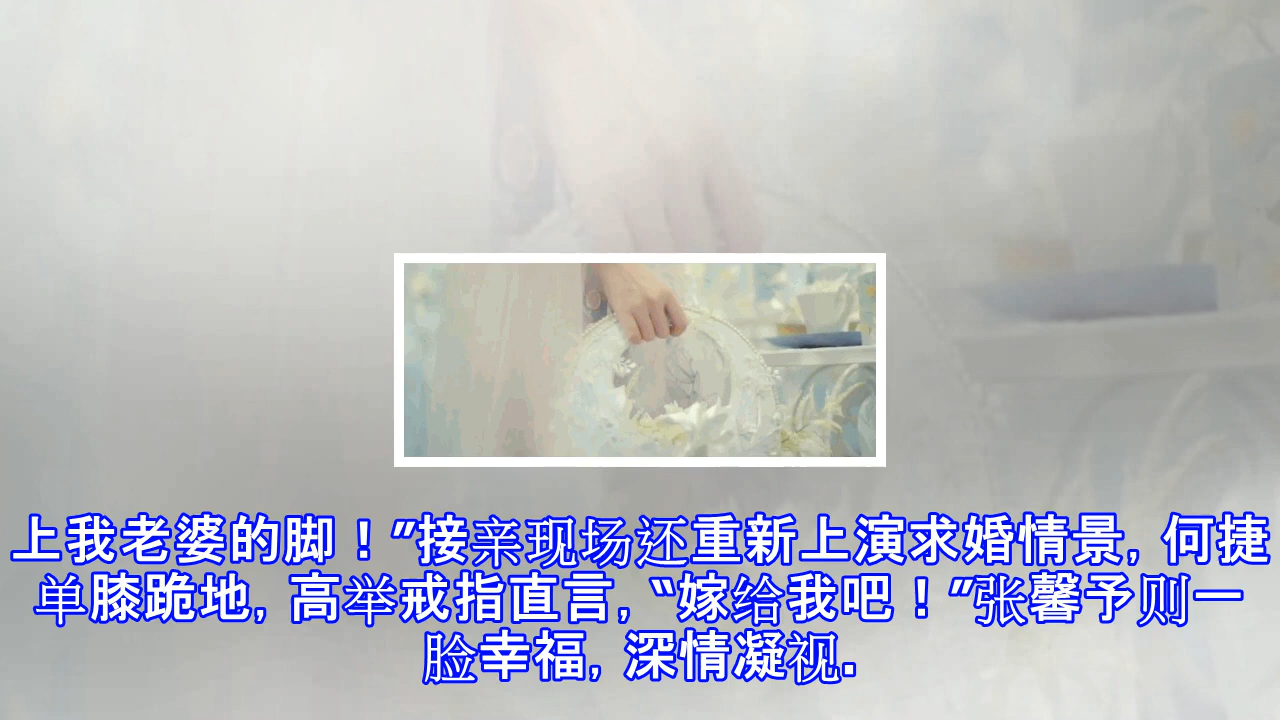 上我老婆的脚！”接亲现场还重新上演求婚情景, 何捷
单膝跪地, 高举戒指直言, “嫁给我吧！”张馨予则一
脸幸福, 深情凝视.